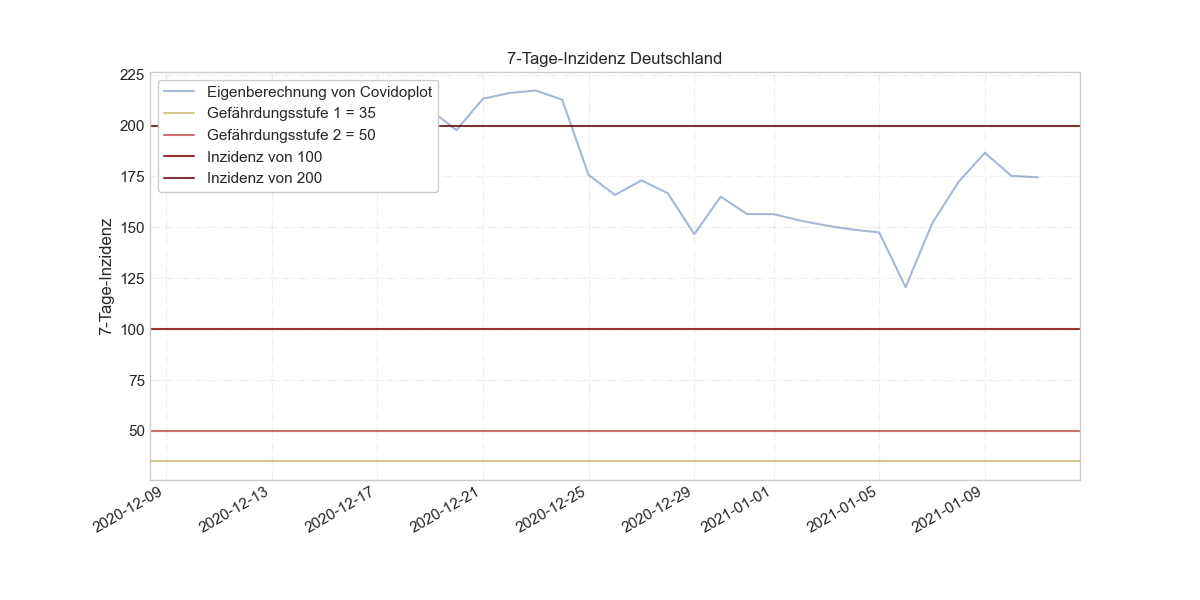 7-Tage-Inzidenz Deutschland
225
200
175
150
125
100
75
50
7-Tage-Inzidenz
Eigenberechnung von Covidoplot
Gefährdungsstufe 1 = 35
Gefährdungsstufe 2 = 50
Inzidenz von 100
Inzidenz von 200
2020-12-09
2020-12-13
2020-12-17
2020-12-21
2020-12-25
2020-12-29
2021-01-01
2021-01-05
2021-01-09